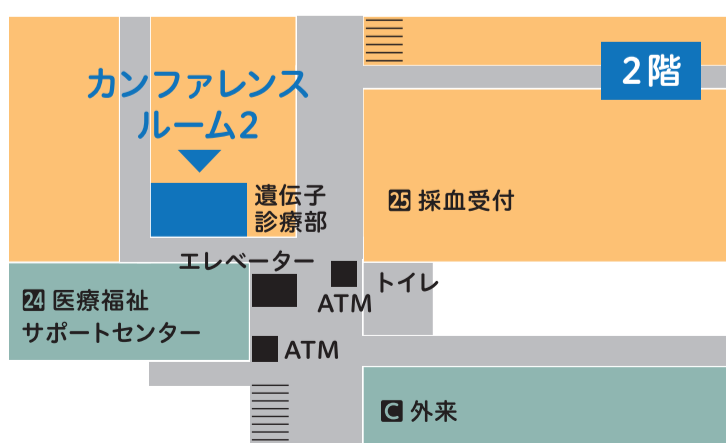 2階
カンファレンス
ルーム2
遺伝子
診療部
25 採血受付
エレベーター
トイレ
ATM
24 医療福祉
サポートセンター
ATM
C 外来